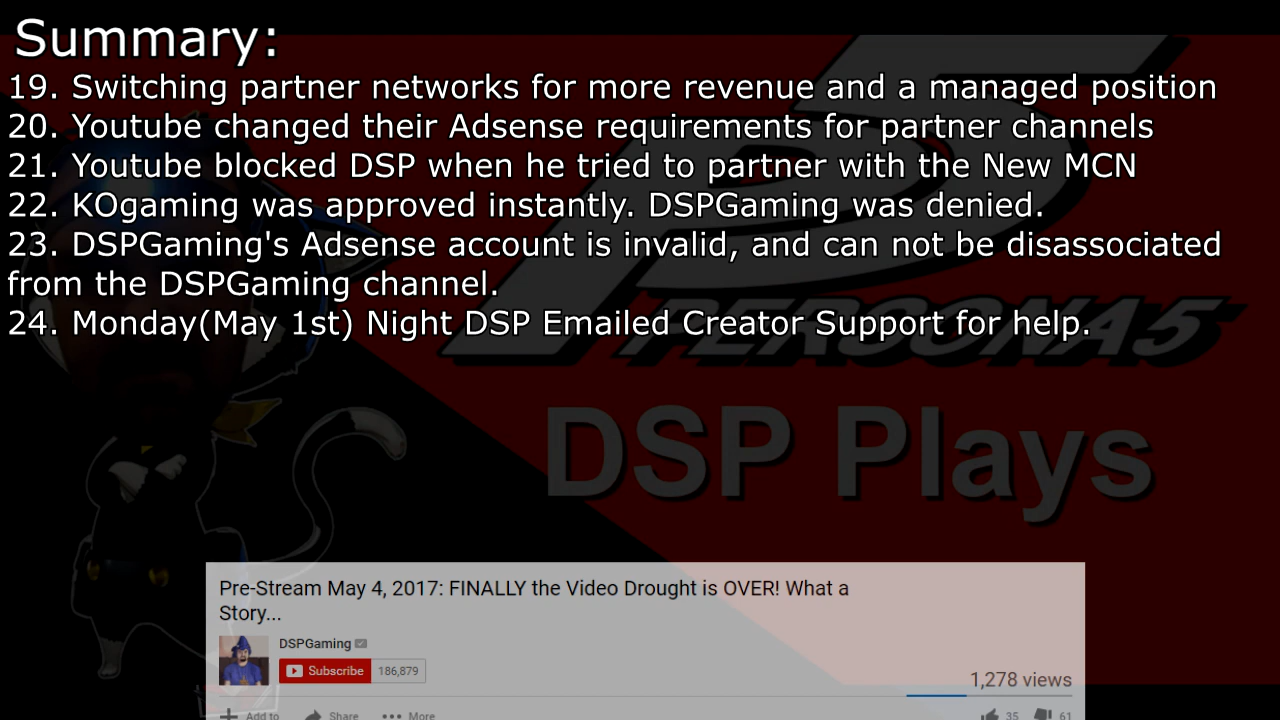 Summary:
19. Switching partner networks for more revenue and a managed position
20. Youtube changed their Adsense requirements for partner channels
21. Youtube blocked DSP when he tried to partner with the New MCN
22. KOgaming was approved instantly. DSPGaming was denied.
23. DSPGaming's Adsense account is invalid, and can not be disassociated
from the DSPGaming channel.
24. Monday(May 1st) Night DSP Emailed Creator Support for help.
P5
PERSONA5
DSP Plays
Pre-Stream May 4, 2017: FINALLY the Video Drought is OVER! What a
Story...
DSPGaming
Subscribe 186,879
1,278 views
Add to Share More 35 61